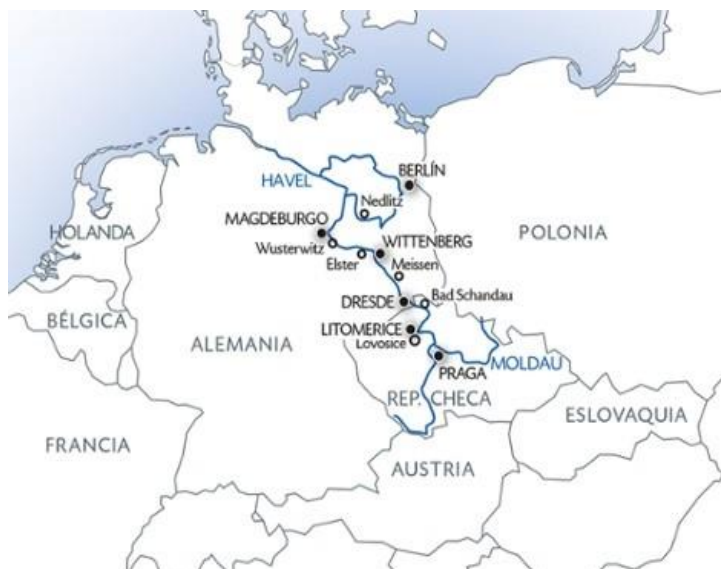 BERLÍN
HAVEL
Nedlitz
MAGDEBURGO
HOLANDA
POLONIA
Wusterwitz
WITTENBERG
Elster
Meissen
DRESDE
Bad Schandau
BÉLGICA
LITOMERICE
ALEMANIA
Lovosice
MOLDAU
PRAGA
REP. CHECA
ESLOVAQUIA
FRANCIA
AUSTRIA